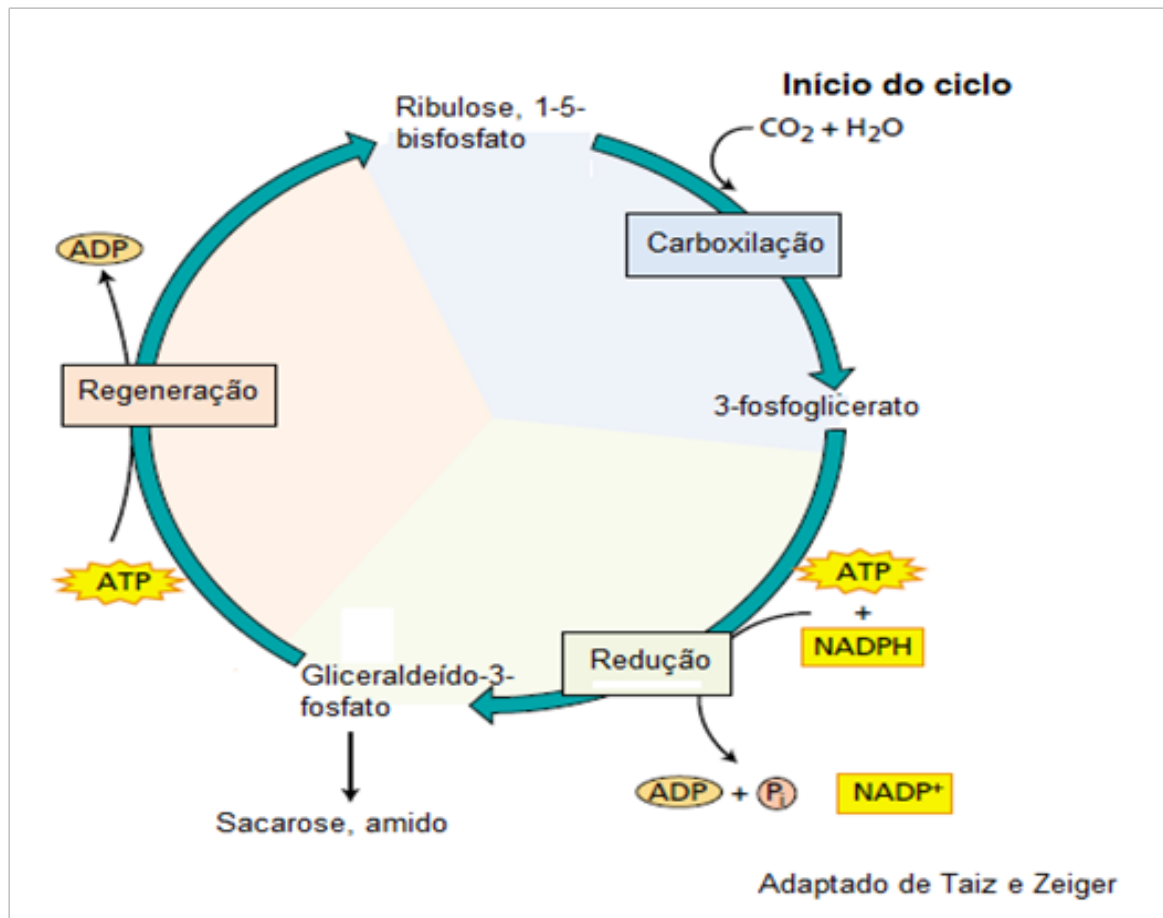 Início do ciclo
CO₂ + H₂O
Ribulose, 1-5-
bisfosfato
Carboxilação
ADP
Regeneração
3-fosfoglicerato
ATP
ATP
+
NADPH
Redução
Gliceraldeído-3-
fosfato
ADP + Pi NADP⁺
Sacarose, amido
Adaptado de Taiz e Zeiger